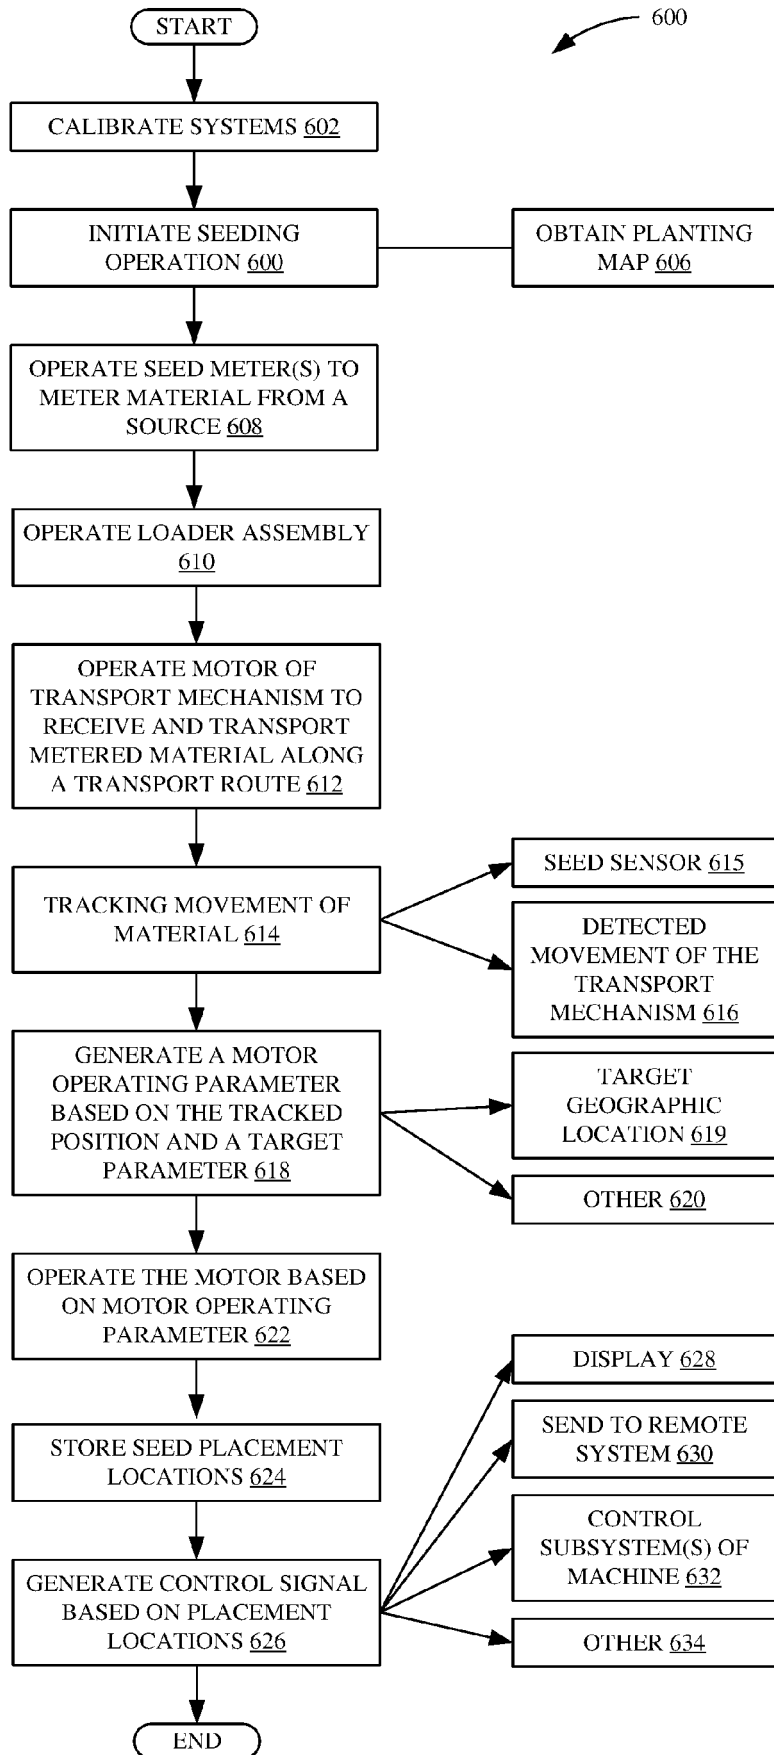 START
600
CALIBRATE SYSTEMS 602
INITIATE SEEDING
OPERATION 600
OBTAIN PLANTING
MAP 606
OPERATE SEED METER(S) TO
METER MATERIAL FROM A
SOURCE 608
OPERATE LOADER ASSEMBLY
610
OPERATE MOTOR OF
TRANSPORT MECHANISM TO
RECEIVE AND TRANSPORT
METERED MATERIAL ALONG
A TRANSPORT ROUTE 612
TRACKING MOVEMENT OF
MATERIAL 614
SEED SENSOR 615
DETECTED
MOVEMENT OF THE
TRANSPORT
MECHANISM 616
GENERATE A MOTOR
OPERATING PARAMETER
BASED ON THE TRACKED
POSITION AND A TARGET
PARAMETER 618
TARGET
GEOGRAPHIC
LOCATION 619
OTHER 620
OPERATE THE MOTOR BASED
ON MOTOR OPERATING
PARAMETER 622
STORE SEED PLACEMENT
LOCATIONS 624
GENERATE CONTROL SIGNAL
BASED ON PLACEMENT
LOCATIONS 626
DISPLAY 628
SEND TO REMOTE
SYSTEM 630
CONTROL
SUBSYSTEM(S) OF
MACHINE 632
OTHER 634
END